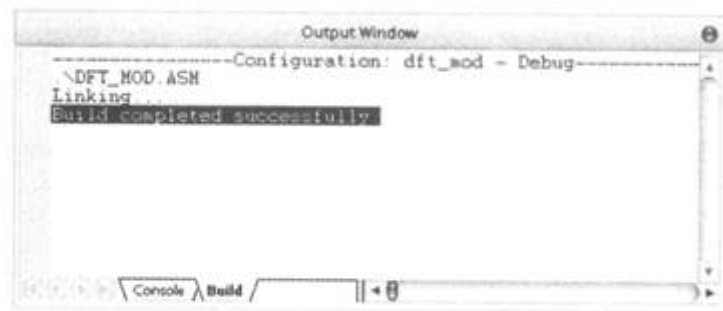 Output Window
--------------------Configuration: dft_mod - Debug--------------------
.\DFT_MOD.ASM
Linking...
Build completed successfully.
Console
Build